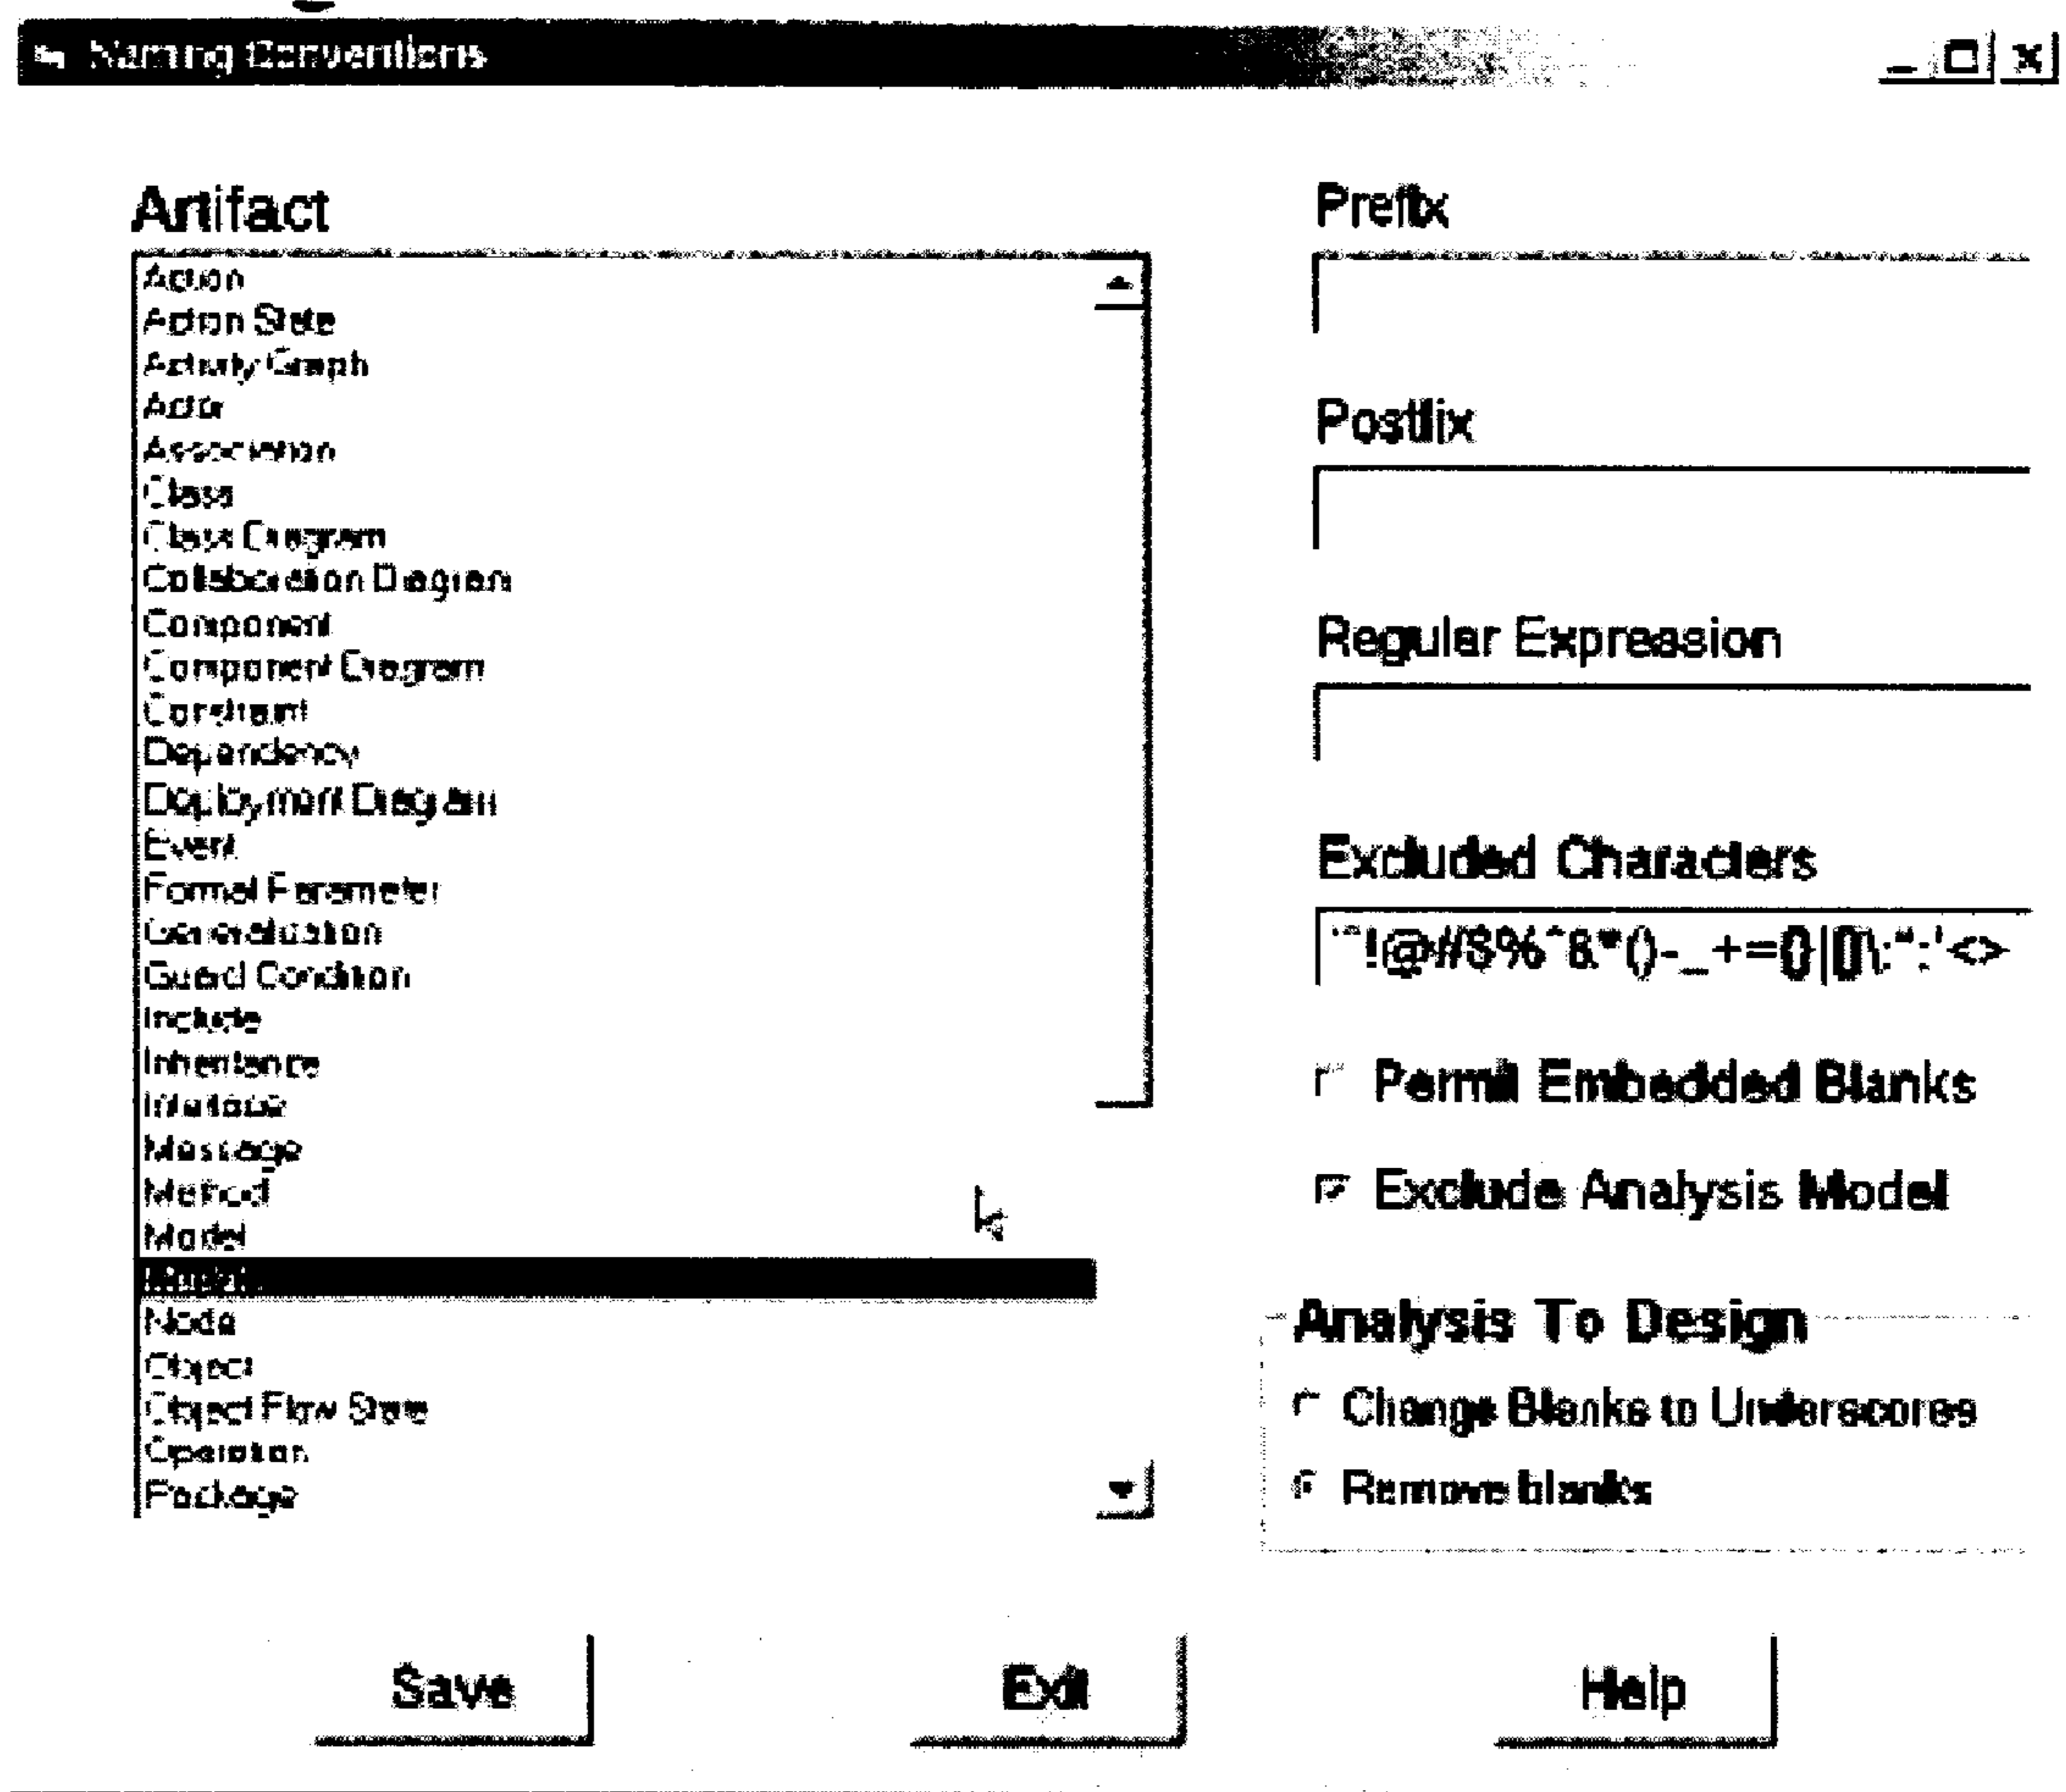 Naming Conventions
Artifact
Action
Action State
Activity Graph
Actor
Association
Class
Class Diagram
Collaboration Diagram
Component
Component Diagram
Constraint
Dependency
Deployment Diagram
Event
Formal Parameter
Generalization
Guard Condition
Include
Inheritance
Interface
Message
Method
Model
Node
Object
Object Flow State
Operation
Package
Prefix
Postfix
Regular Expression
Excluded Characters
Permit Embedded Blanks
Exclude Analysis Model
Analysis To Design
Change Blanks to Underscores
Remove blanks
Save
Exit
Help